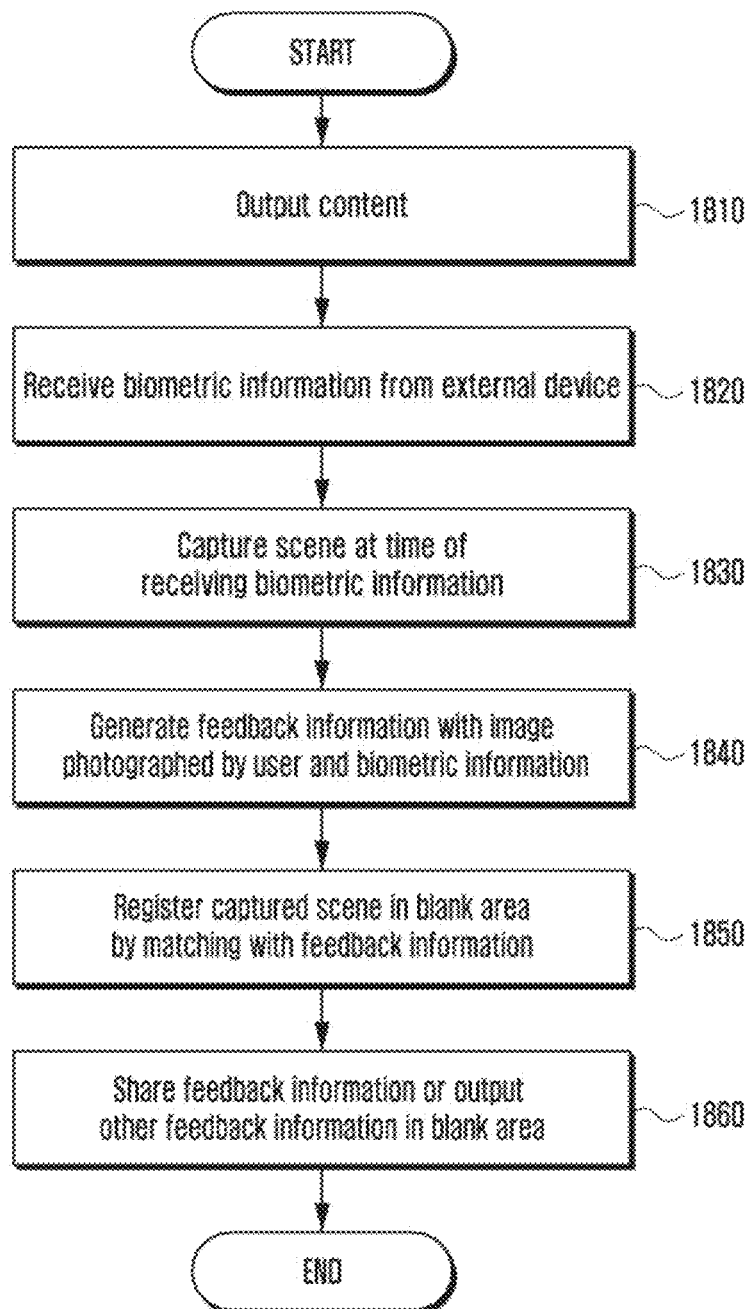 START
Output content
1810
Receive biometric information from external device
1820
Capture scene at time of
receiving biometric information
1830
Generate feedback information with image
photographed by user and biometric information
1840
Register captured scene in blank area
by matching with feedback information
1850
Share feedback information or output
other feedback information in blank area
1860
END